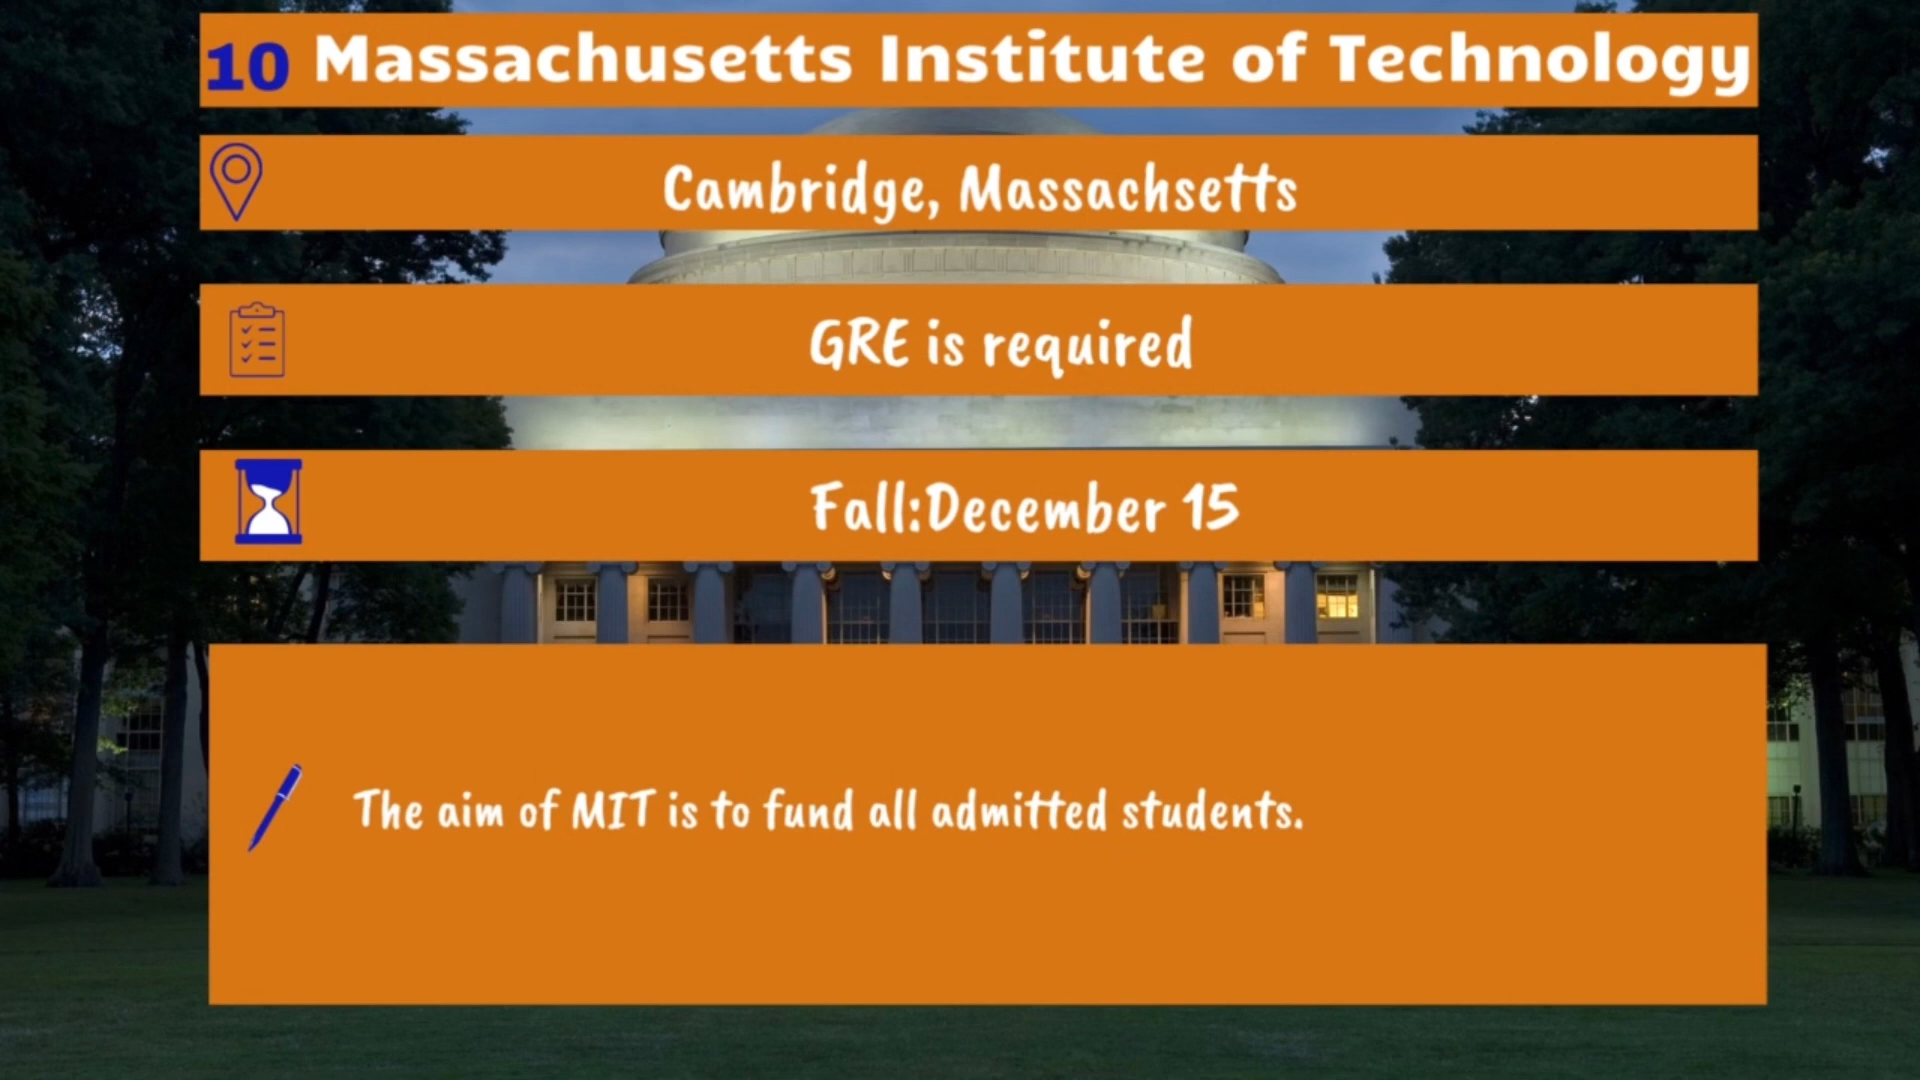 10 Massachusetts Institute of Technology
Cambridge, Massachsetts
GRE is required
Fall:December 15
The aim of MIT is to fund all admitted students.